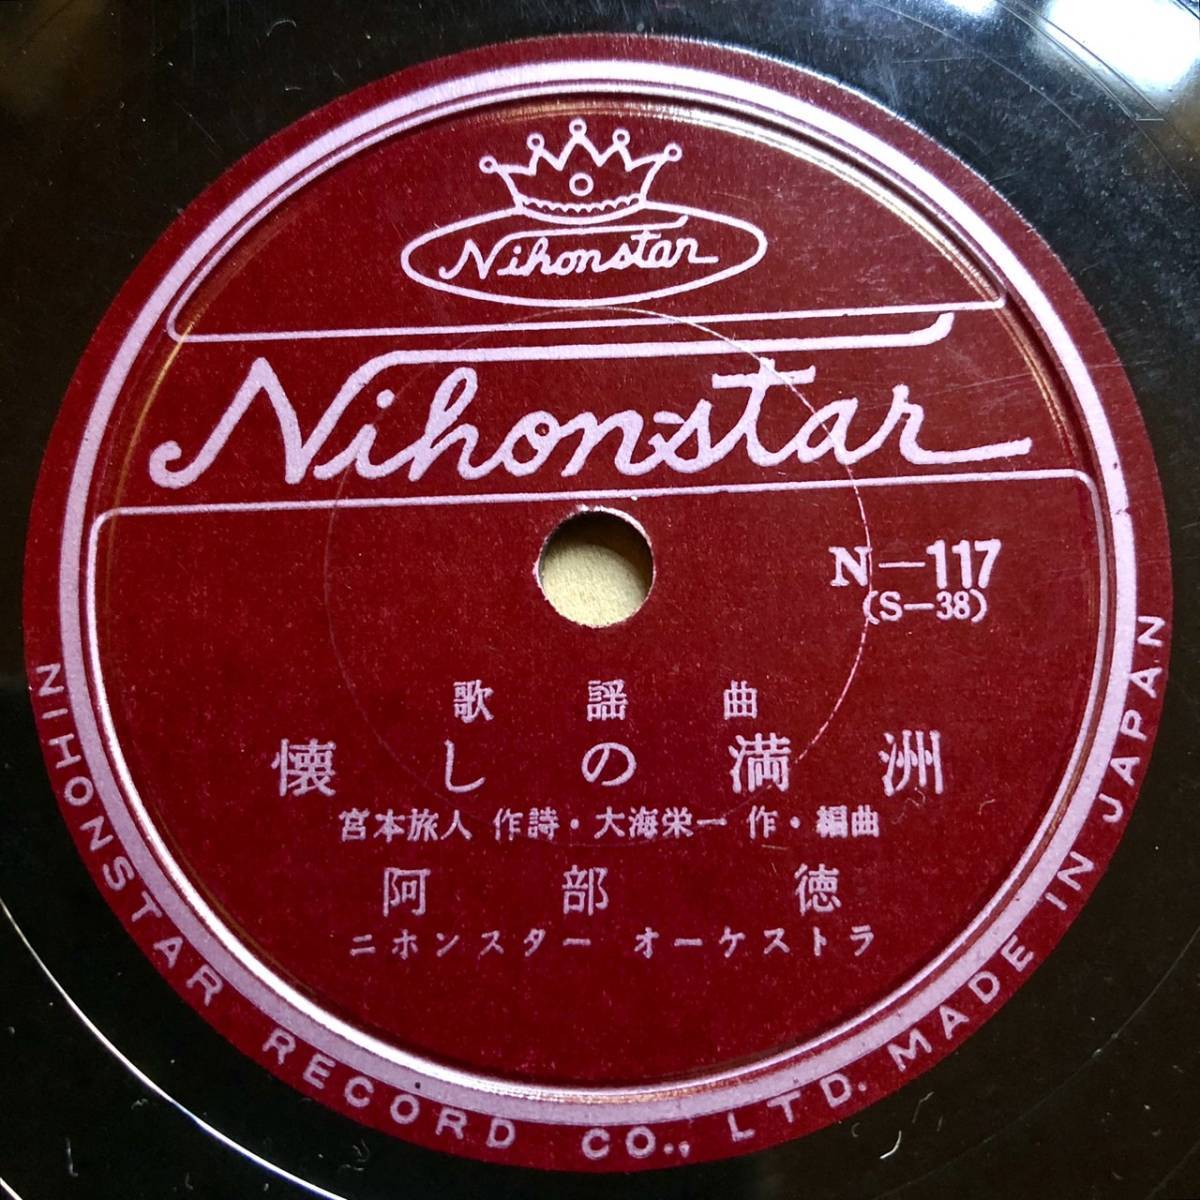 Nihonstar
Nihonstar
N－117
(S－38)
歌謡曲
懐しの満洲
宮本旅人 作詩・大海栄一 作・編曲
阿部徳
ニホンスター オーケストラ
NIHONSTAR RECORD CO., LTD. MADE IN JAPAN